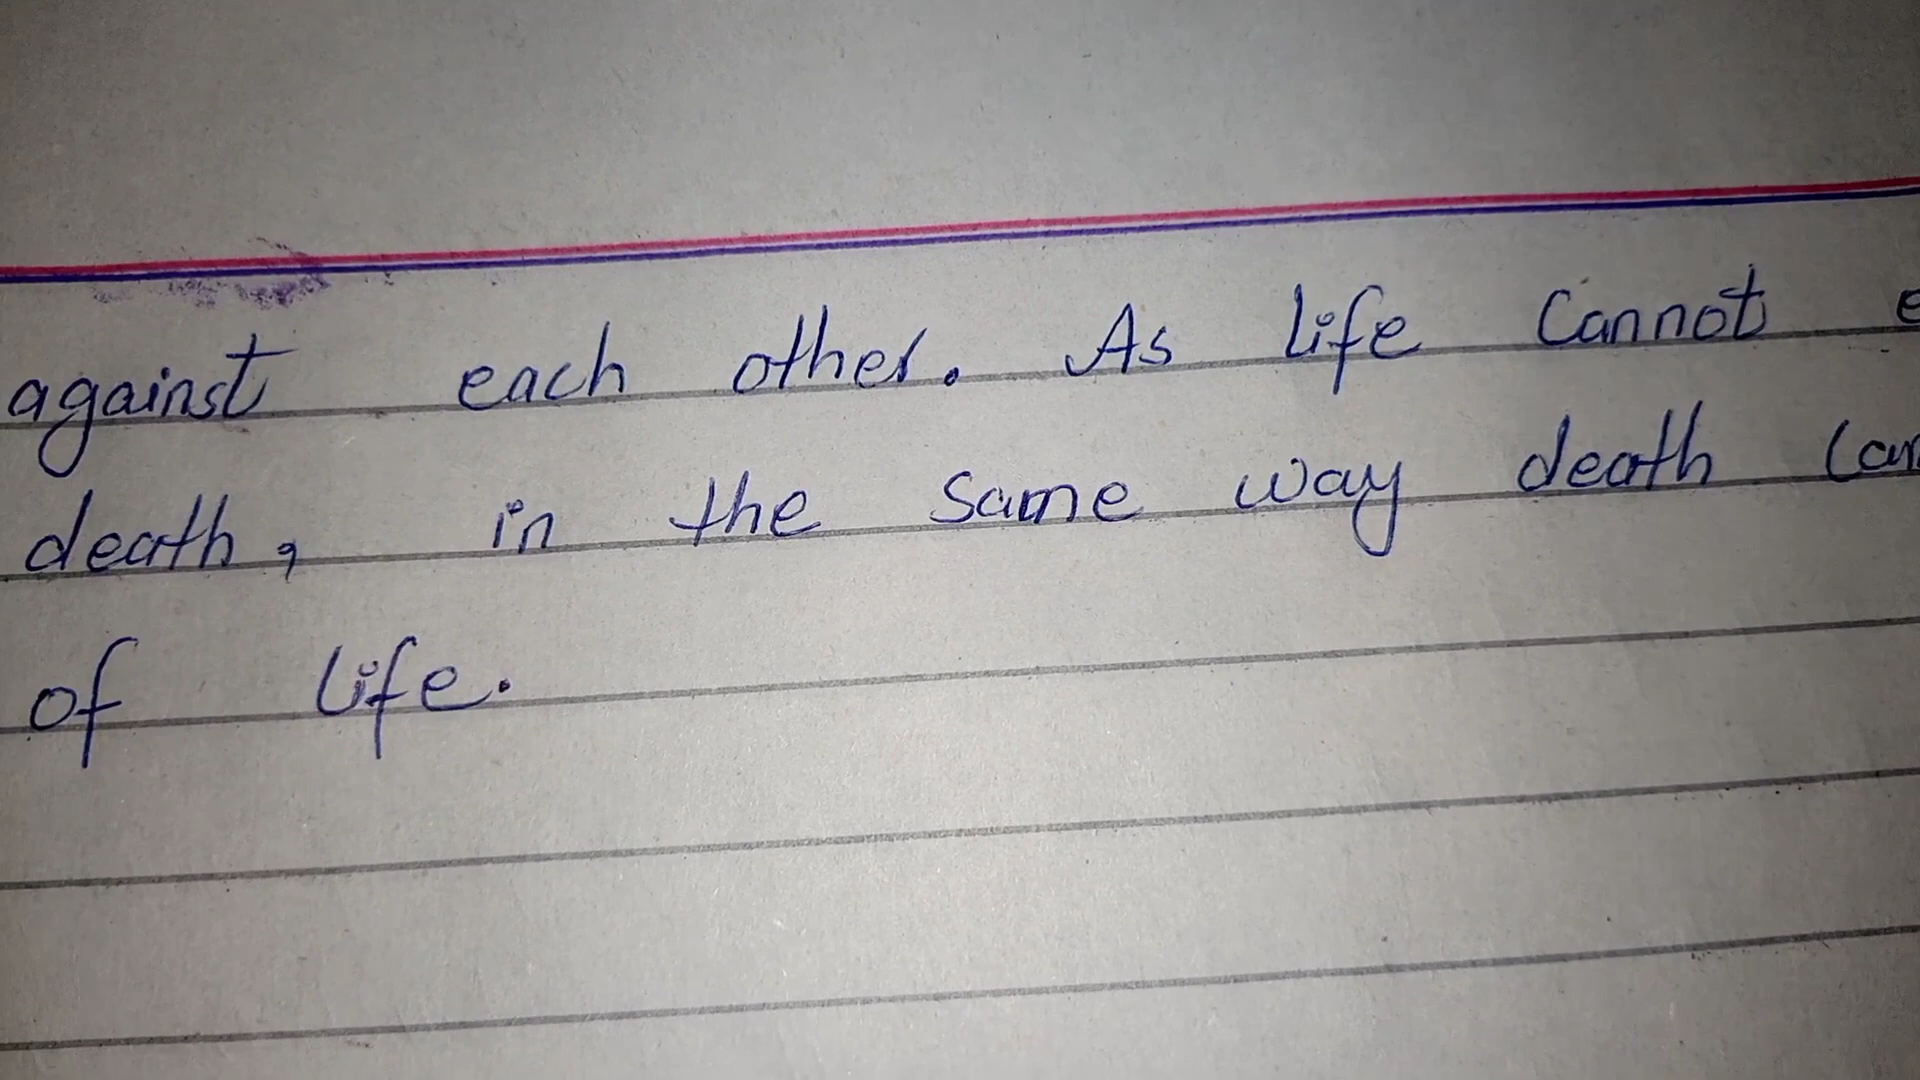 against each other. As life Cannot
death, in the same way death
of life.